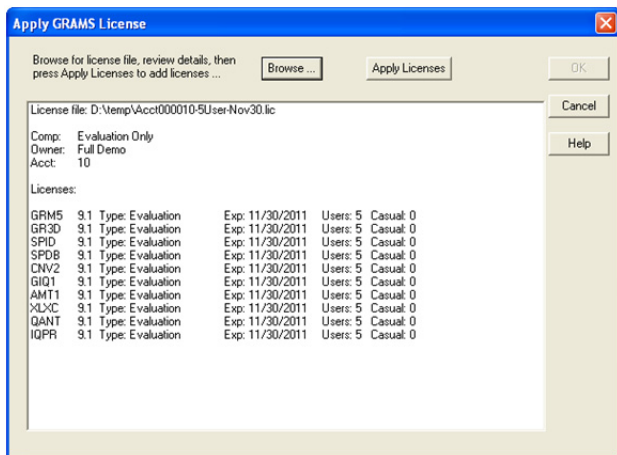 Apply GRAMS License
Browse for license file, review details, then
press Apply Licenses to add licenses ...
Browse ...
Apply Licenses
OK
Cancel
Help
License file: D:\temp\Acct000010-5User-Nov30.lic
Comp: Evaluation Only
Owner: Full Demo
Acct: 10
Licenses:
GRM5 9.1 Type: Evaluation Exp: 11/30/2011 Users: 5 Casual: 0
GR3D 9.1 Type: Evaluation Exp: 11/30/2011 Users: 5 Casual: 0
SPID 9.1 Type: Evaluation Exp: 11/30/2011 Users: 5 Casual: 0
SPDB 9.1 Type: Evaluation Exp: 11/30/2011 Users: 5 Casual: 0
CNV2 9.1 Type: Evaluation Exp: 11/30/2011 Users: 5 Casual: 0
GIQ1 9.1 Type: Evaluation Exp: 11/30/2011 Users: 5 Casual: 0
AMT1 9.1 Type: Evaluation Exp: 11/30/2011 Users: 5 Casual: 0
XLXC 9.1 Type: Evaluation Exp: 11/30/2011 Users: 5 Casual: 0
QANT 9.1 Type: Evaluation Exp: 11/30/2011 Users: 5 Casual: 0
IQPR 9.1 Type: Evaluation Exp: 11/30/2011 Users: 5 Casual: 0